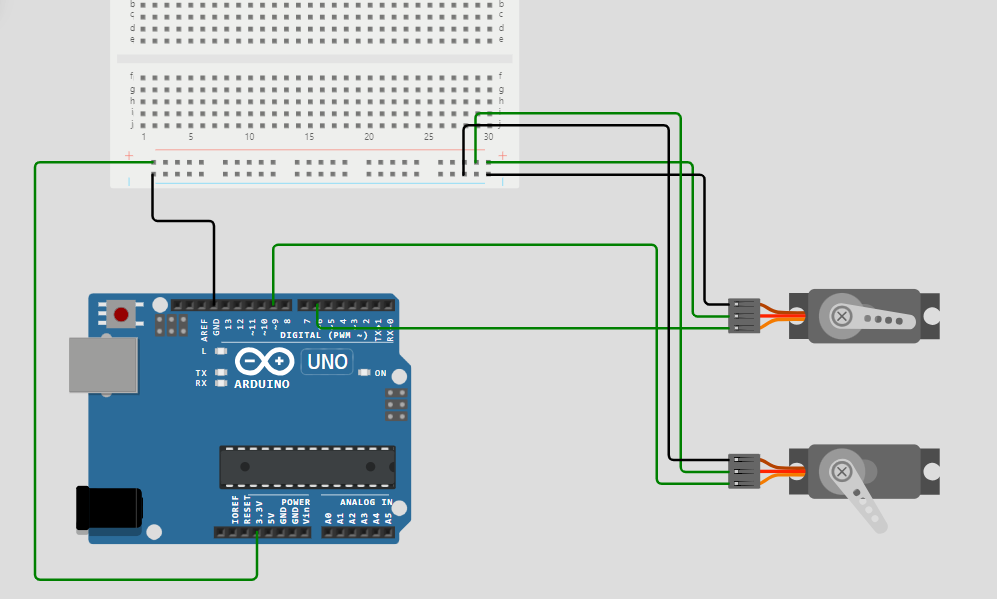 b b
c c
d d
e e
f f
g g
h h
i i
j j
1 5 10 15 20 25 30
+ +
AREF
GND
13
12
~11
~10
~9
8
7
~5
4
~3
2
TX→1
RX←0
DIGITAL (PWM ~)
L
TX
RX
UNO
ON
ARDUINO
IOREF
RESET
3.3V
5V
GND
GND
Vin
POWER
ANALOG IN
A0
A1
A2
A3
A4
A5